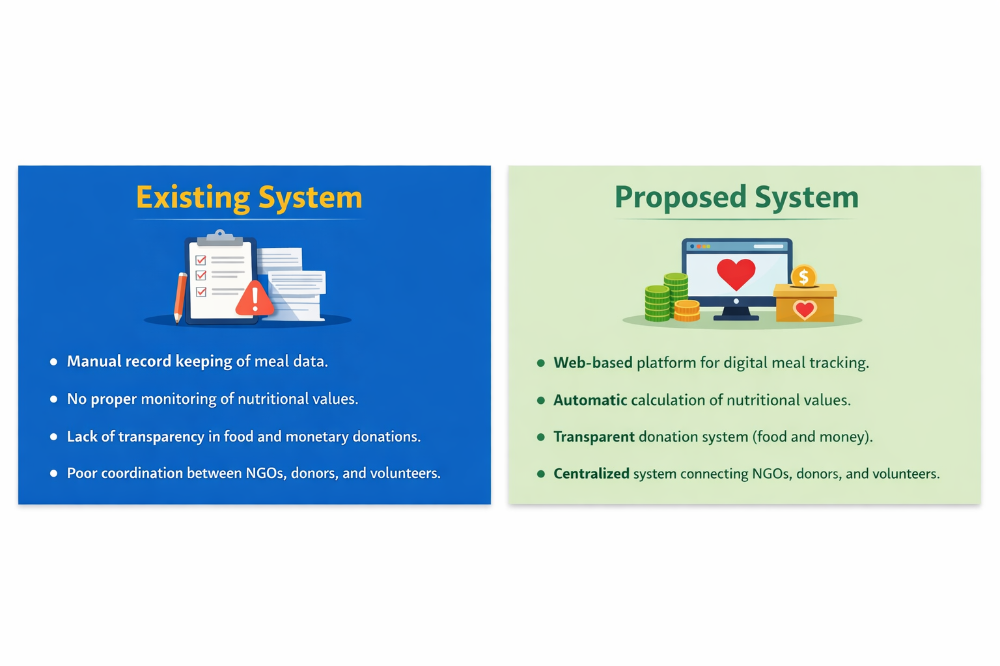 Existing System
Manual record keeping of meal data.
No proper monitoring of nutritional values.
Lack of transparency in food and monetary donations.
Poor coordination between NGOs, donors, and volunteers.
Proposed System
$
Web-based platform for digital meal tracking.
Automatic calculation of nutritional values.
Transparent donation system (food and money).
Centralized system connecting NGOs, donors, and volunteers.